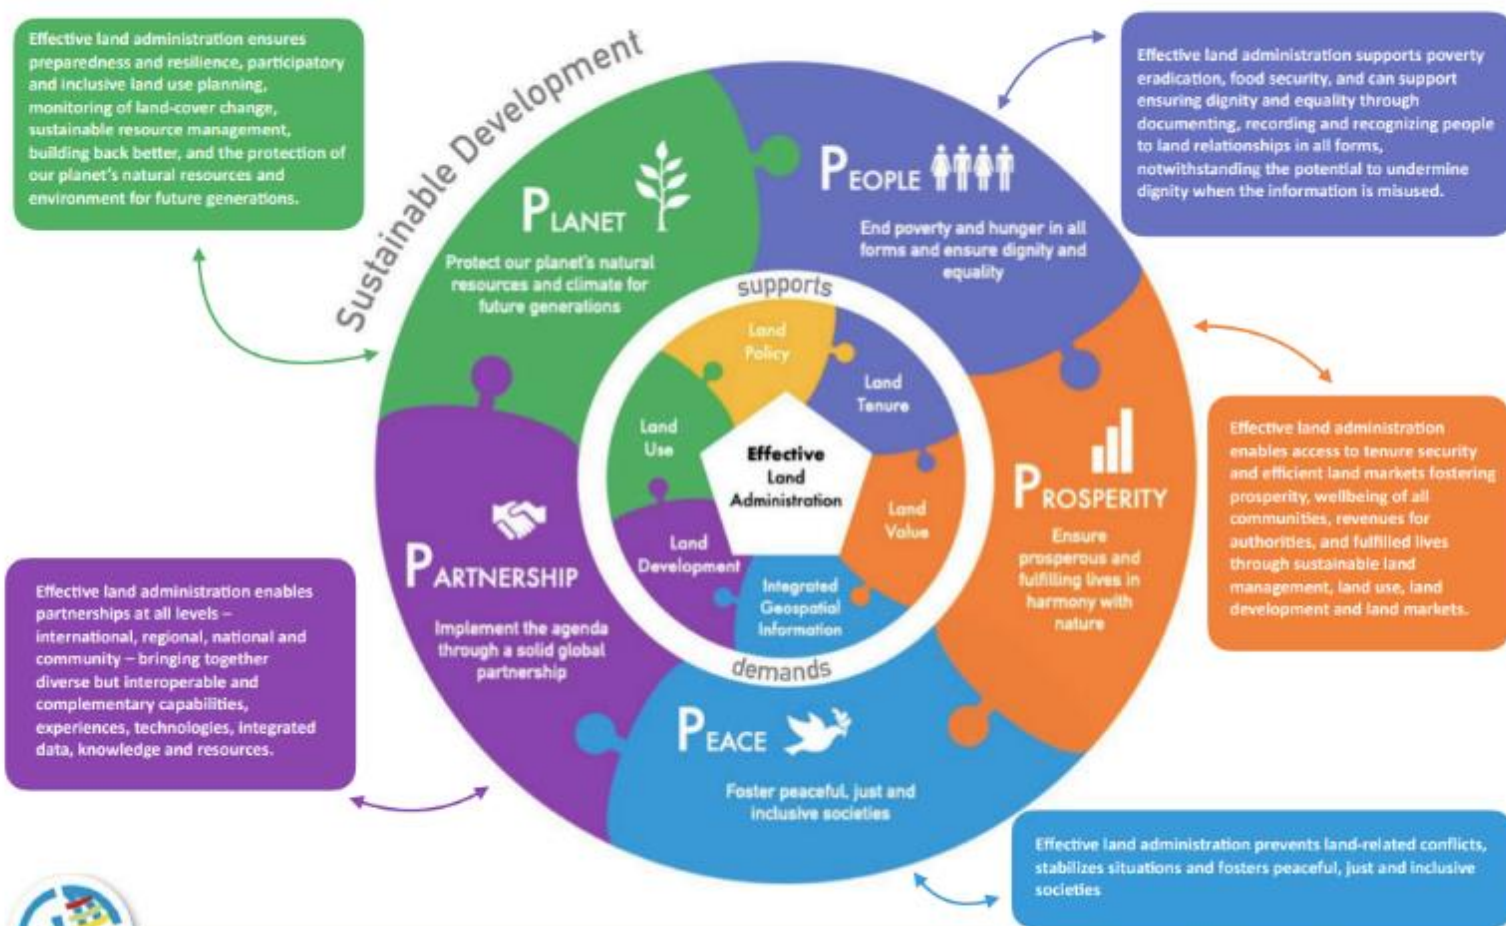 Effective land administration ensures
preparedness and resilience, participatory
and inclusive land use planning,
monitoring of land-cover change,
sustainable resource management,
building back better, and the protection of
our planet's natural resources and
environment for future generations.
Sustainable Development
Effective land administration supports poverty
eradication, food security, and can support
ensuring dignity and equality through
documenting, recording and recognizing people
to land relationships in all forms,
notwithstanding the potential to undermine
dignity when the information is misused.
PLANET
Protect our planet's natural
resources and climate for
future generations
PEOPLE
End poverty and hunger in all
forms and ensure dignity and
equality
supports
Land
Policy
Land
Tenure
Land
Use
Effective
Land
Administration
Land
Value
Land
Development
Integrated
Geospatial
Information
demands
PROSPERITY
Ensure
prosperous and
fulfilling lives in
harmony with
nature
Effective land administration
enables access to tenure security
and efficient land markets fostering
prosperity, wellbeing of all
communities, revenues for
authorities, and fulfilled lives
through sustainable land
management, land use, land
development and land markets.
PARTNERSHIP
Implement the agenda
through a solid global
partnership
Effective land administration enables
partnerships at all levels –
international, regional, national and
community – bringing together
diverse but interoperable and
complementary capabilities,
experiences, technologies, integrated
data, knowledge and resources.
PEACE
Foster peaceful, just and
inclusive societies
Effective land administration prevents land-related conflicts,
stabilizes situations and fosters peaceful, just and inclusive
societies